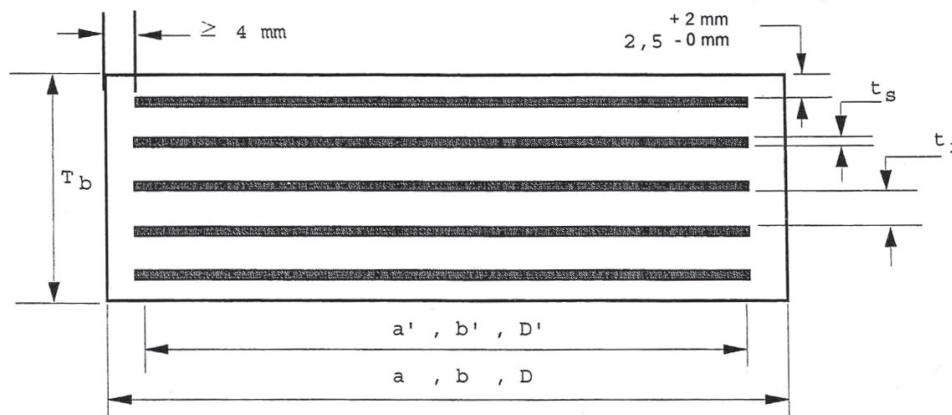 ≥ 4 mm
+ 2 mm
2,5 - 0 mm
t s
t
T b
a' , b' , D'
a , b , D